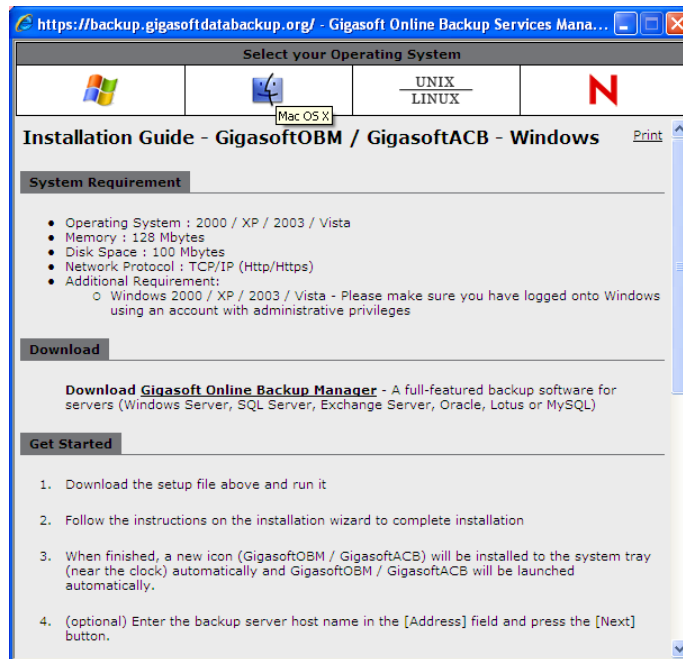 https://backup.gigasoftdatabackup.org/ - Gigasoft Online Backup Services Mana...
Select your Operating System
UNIX
LINUX
N
Mac OS X
Installation Guide - GigasoftOBM / GigasoftACB - Windows
Print
System Requirement
Operating System : 2000 / XP / 2003 / Vista
Memory : 128 Mbytes
Disk Space : 100 Mbytes
Network Protocol : TCP/IP (Http/Https)
Additional Requirement:
Windows 2000 / XP / 2003 / Vista - Please make sure you have logged onto Windows
using an account with administrative privileges
Download
Download Gigasoft Online Backup Manager - A full-featured backup software for
servers (Windows Server, SQL Server, Exchange Server, Oracle, Lotus or MySQL)
Get Started
1. Download the setup file above and run it
2. Follow the instructions on the installation wizard to complete installation
3. When finished, a new icon (GigasoftOBM / GigasoftACB) will be installed to the system tray
(near the clock) automatically and GigasoftOBM / GigasoftACB will be launched
automatically.
4. (optional) Enter the backup server host name in the [Address] field and press the [Next]
button.